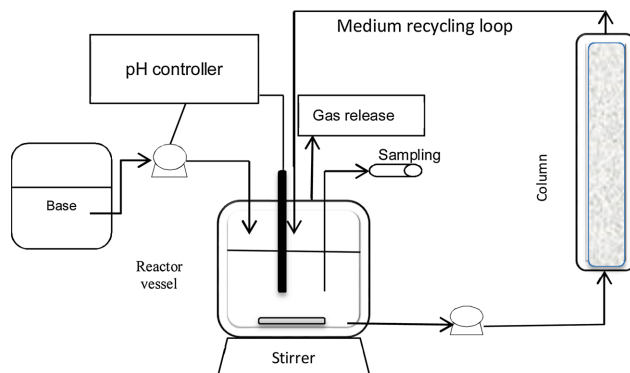 Medium recycling loop
pH controller
Gas release
Sampling
Base
Column
Reactor
vessel
Stirrer